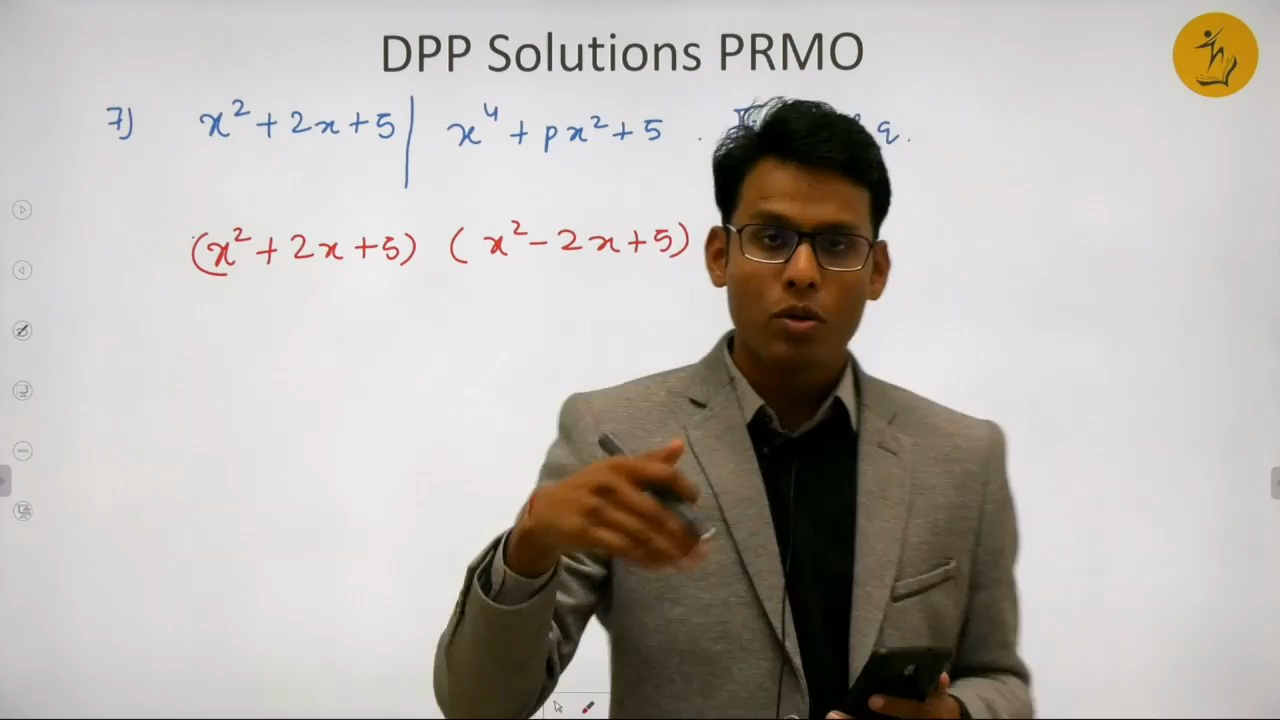 DPP Solutions PRMO
7) x² + 2x + 5 | x⁴ + px² + 5 . q.
(x² + 2x + 5) (x² - 2x + 5)